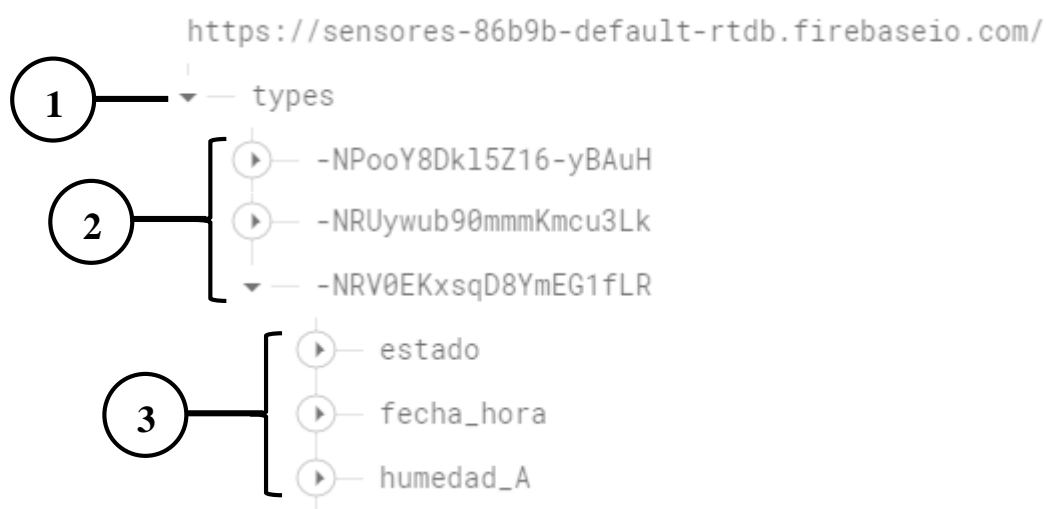 https://sensores-86b9b-default-rtdb.firebaseio.com/
1
types
2
-NPooY8Dkl5Z16-yBAuH
-NRUywub90mmmKmcu3Lk
-NRV0EKxsqD8YmEG1fLR
3
estado
fecha_hora
humedad_A